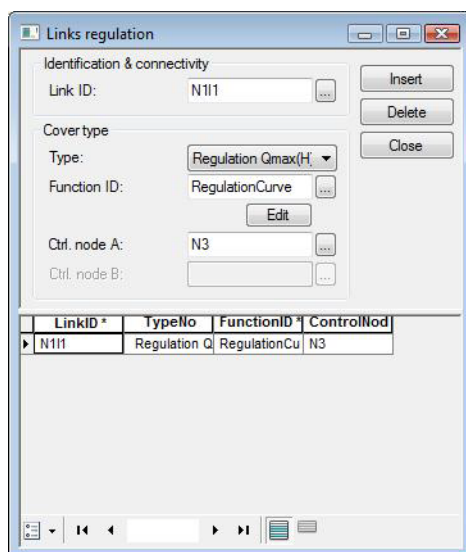 Links regulation
Identification & connectivity
Link ID: N1l1 ...
Insert
Delete
Close
Cover type
Type: Regulation Qmax(H)
Function ID: RegulationCurve ...
Edit
Ctrl. node A: N3 ...
Ctrl. node B: ...
LinkID * TypeNo FunctionID * ControlNod
N1l1 Regulation Q RegulationCu N3